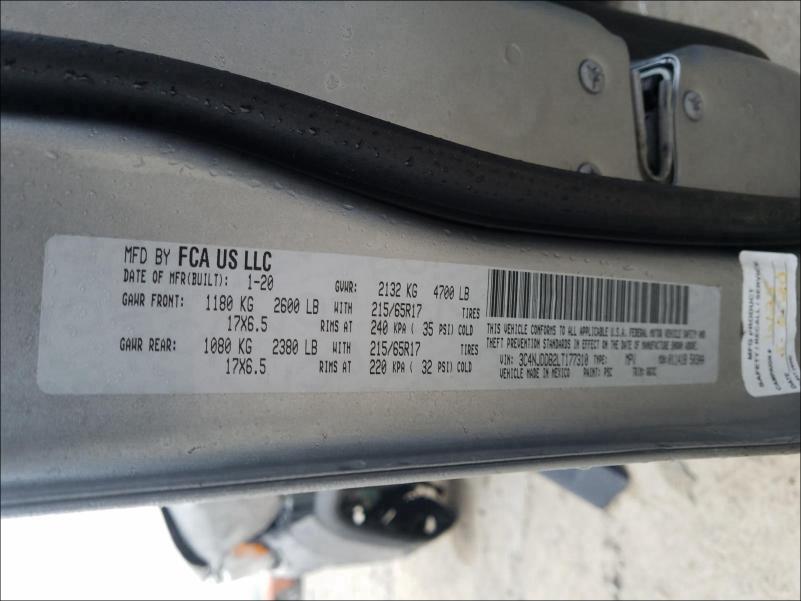 MFD BY FCA US LLC
DATE OF MFR(BUILT): 1-20 GVWR: 2132 KG 4700 LB
GAWR FRONT: 1180 KG 2600 LB WITH 215/65R17 TIRES
17X6.5 RIMS AT 240 KPA ( 35 PSI) COLD
GAWR REAR: 1080 KG 2380 LB WITH 215/65R17 TIRES
17X6.5 RIMS AT 220 KPA ( 32 PSI) COLD
THIS VEHICLE CONFORMS TO ALL APPLICABLE U.S.A. FEDERAL MOTOR VEHICLE SAFETY AND
THEFT PREVENTION STANDARDS IN EFFECT ON THE DATE OF MANUFACTURE SHOWN ABOVE.
VIN: 3C4NJDDB2LT177310 TYPE: MPV
VEHICLE MADE IN MEXICO PAINT: PSC TRIM:
MFG PRODUCT
SAFETY / RECALL / SERVICE